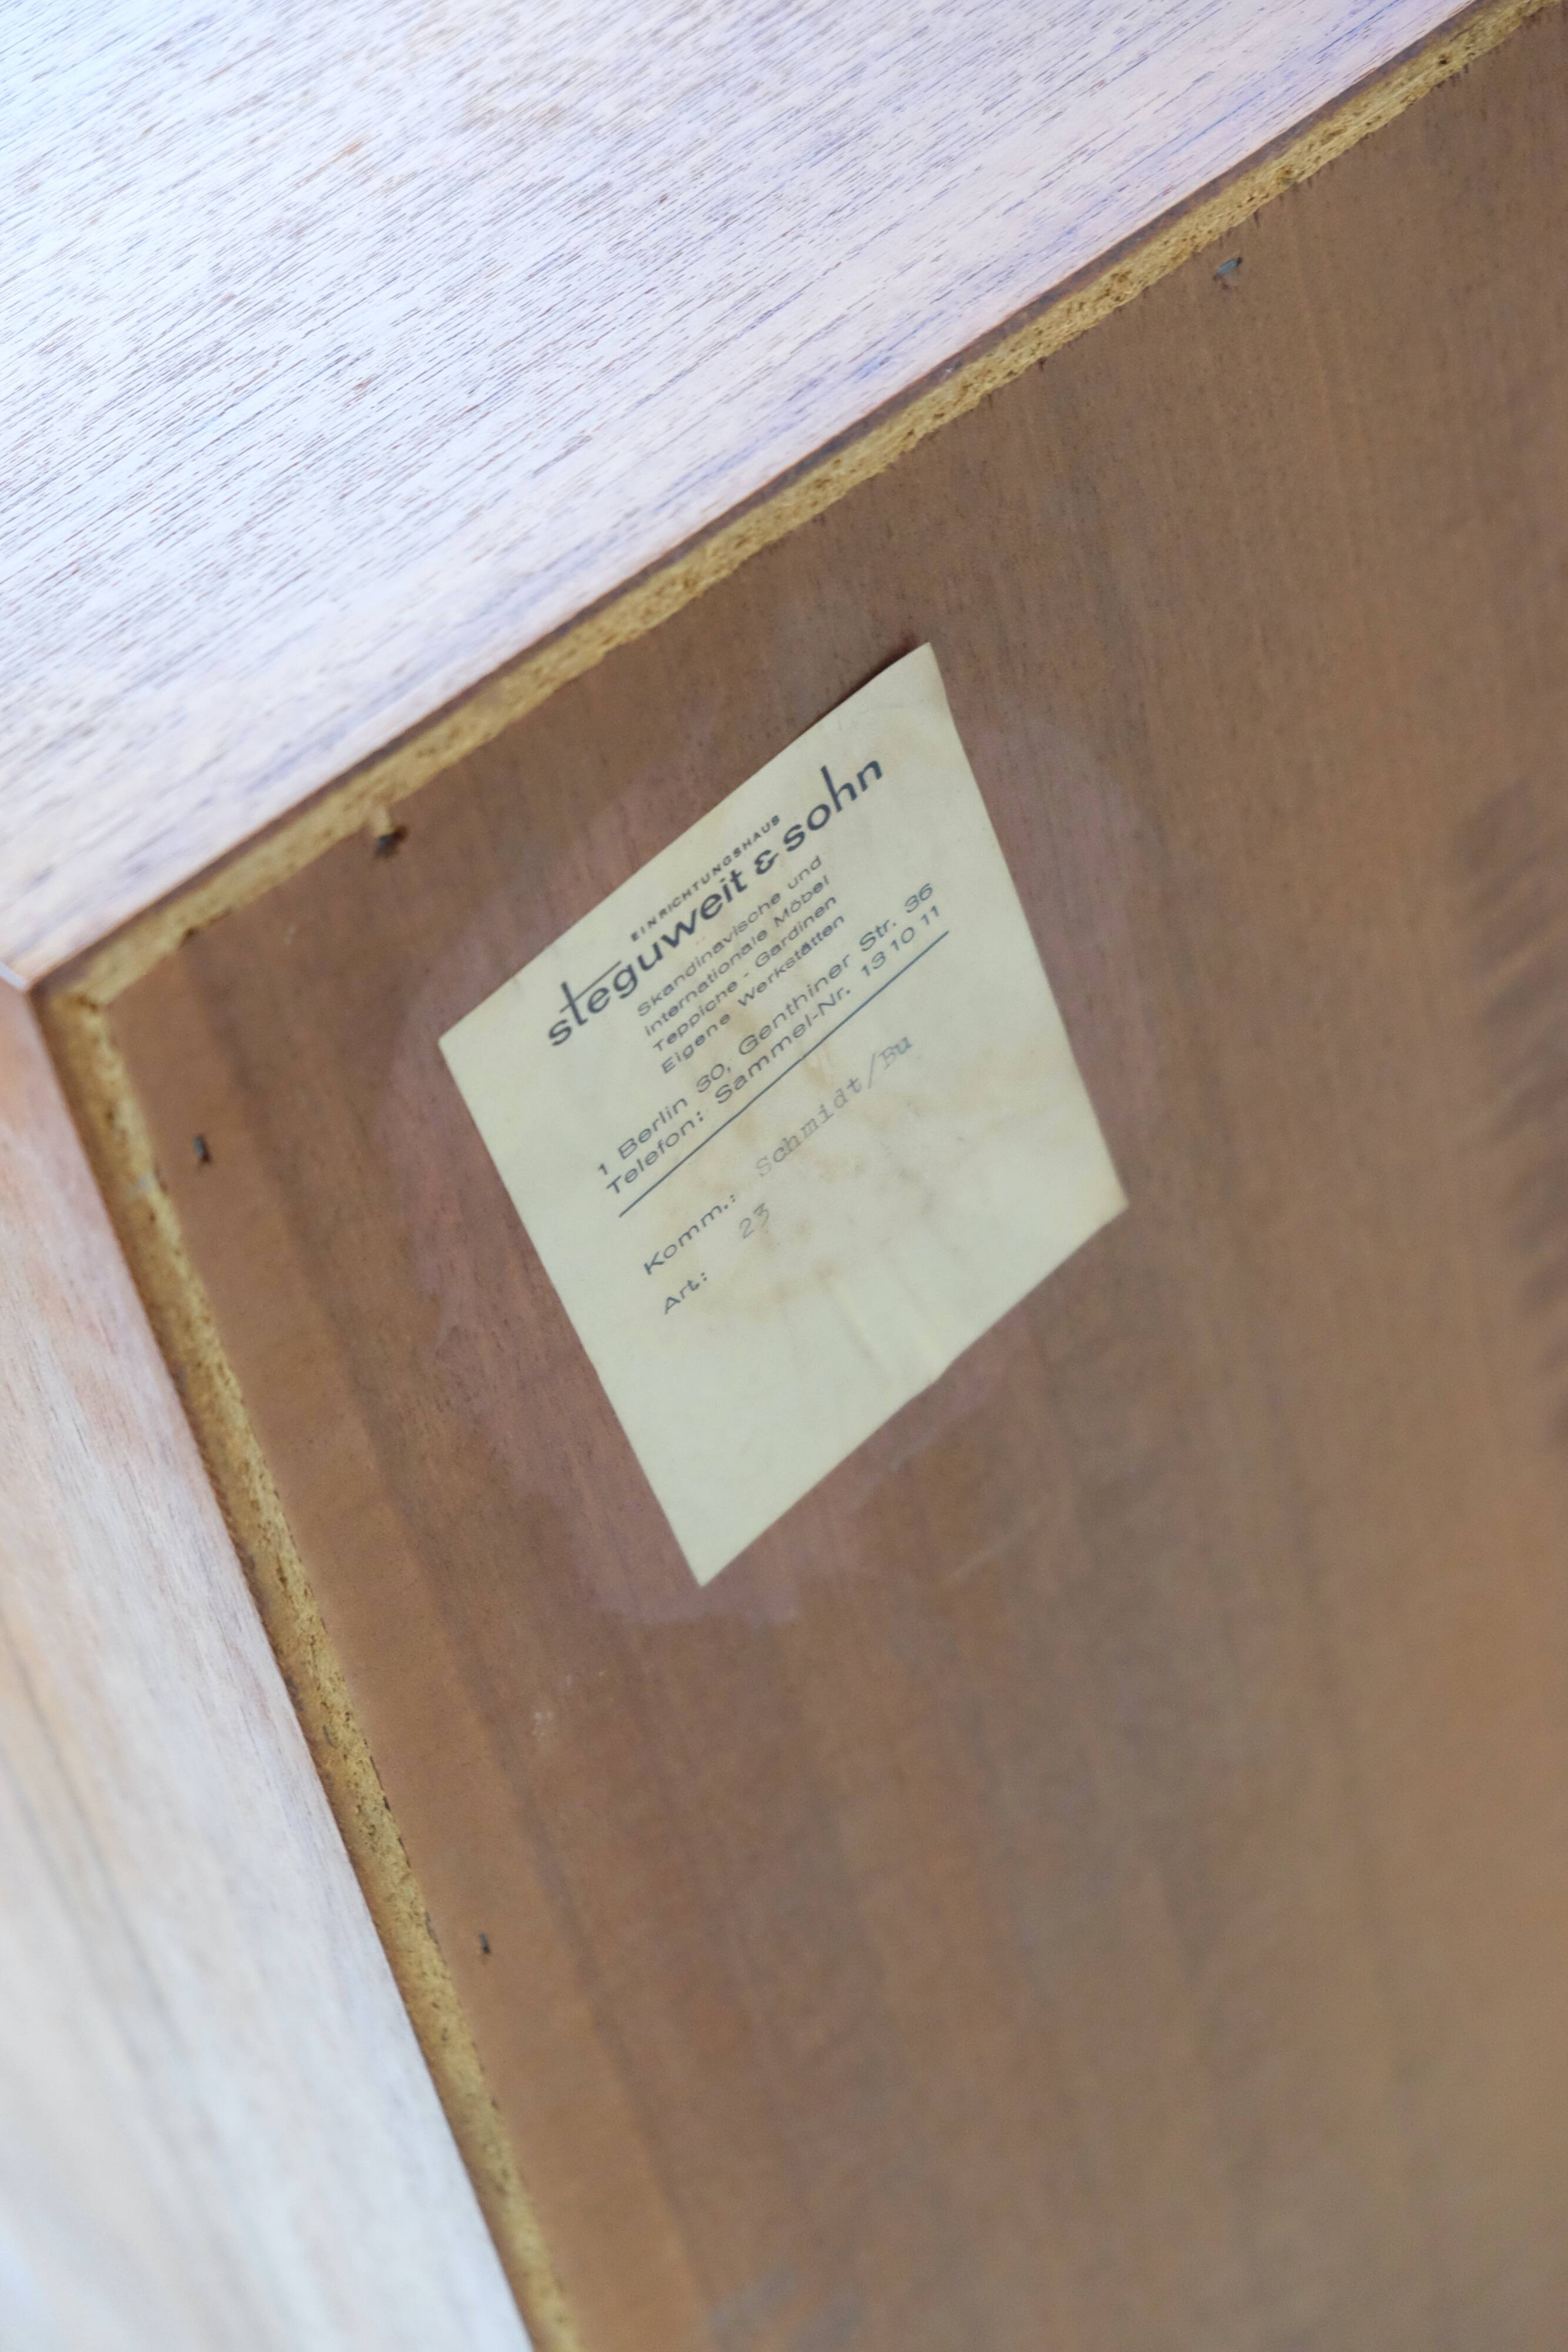 EINRICHTUNGSHAUS
steguweit & sohn
Skandinavische und
internationale Möbel
Teppiche - Gardinen
Eigene Werkstätten
1 Berlin 30, Genthiner Str. 36
Telefon: Sammel-Nr. 13 10 11
Komm.: Schmidt/Bu
Art: 23